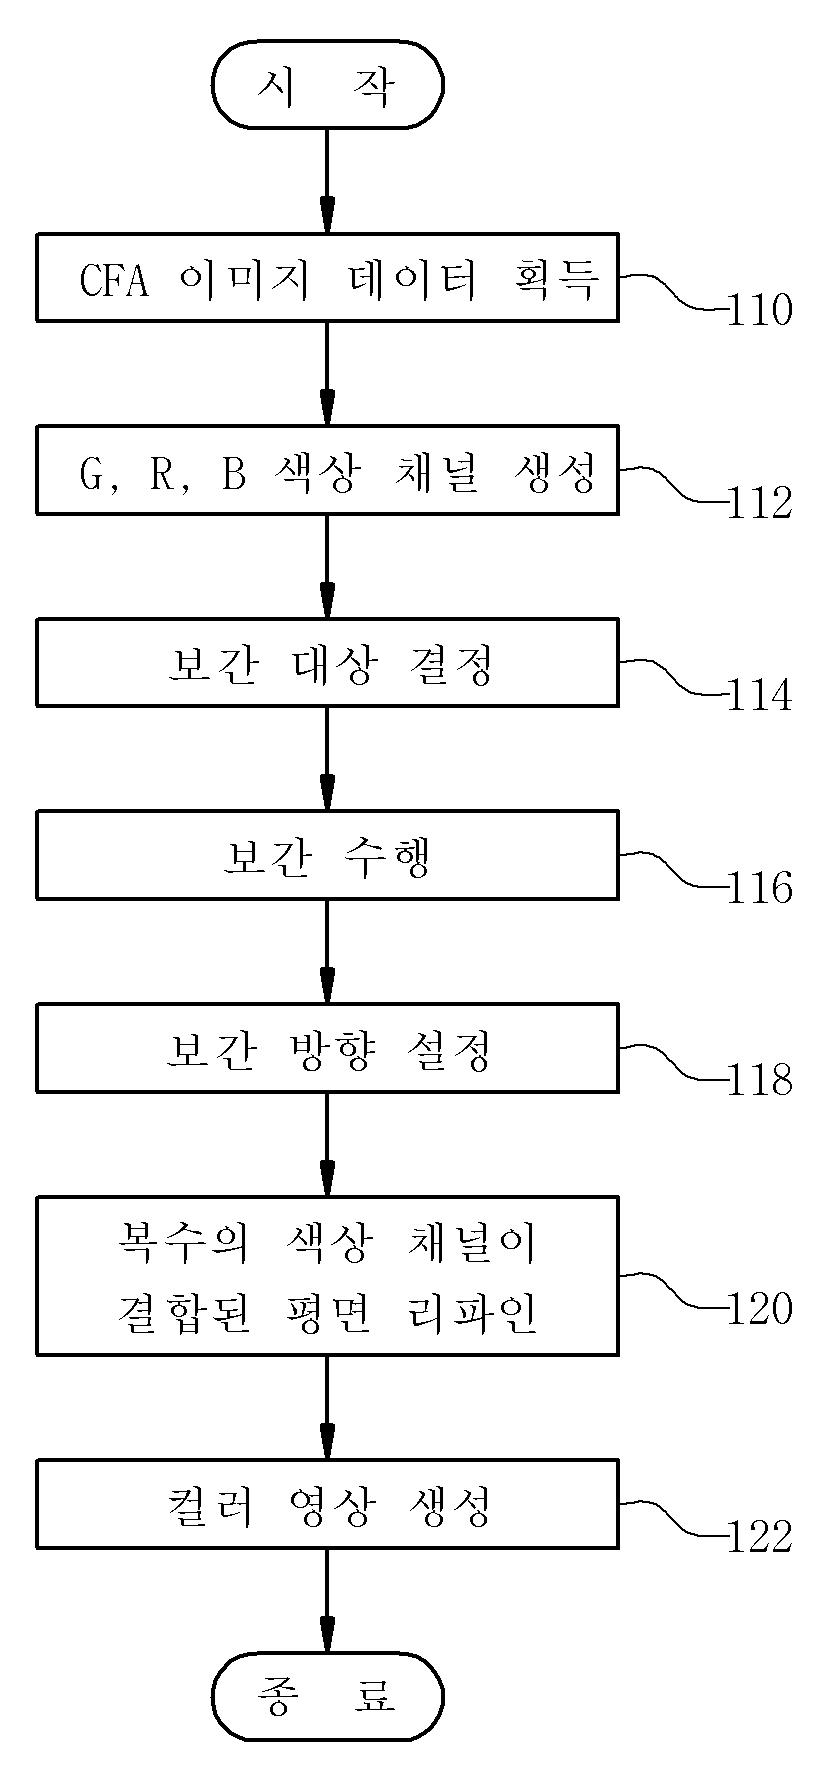 시 작
CFA 이미지 데이터 획득
110
G, R, B 색상 채널 생성
112
보간 대상 결정
114
보간 수행
116
보간 방향 설정
118
복수의 색상 채널이
결합된 평면 리파인
120
컬러 영상 생성
122
종 료